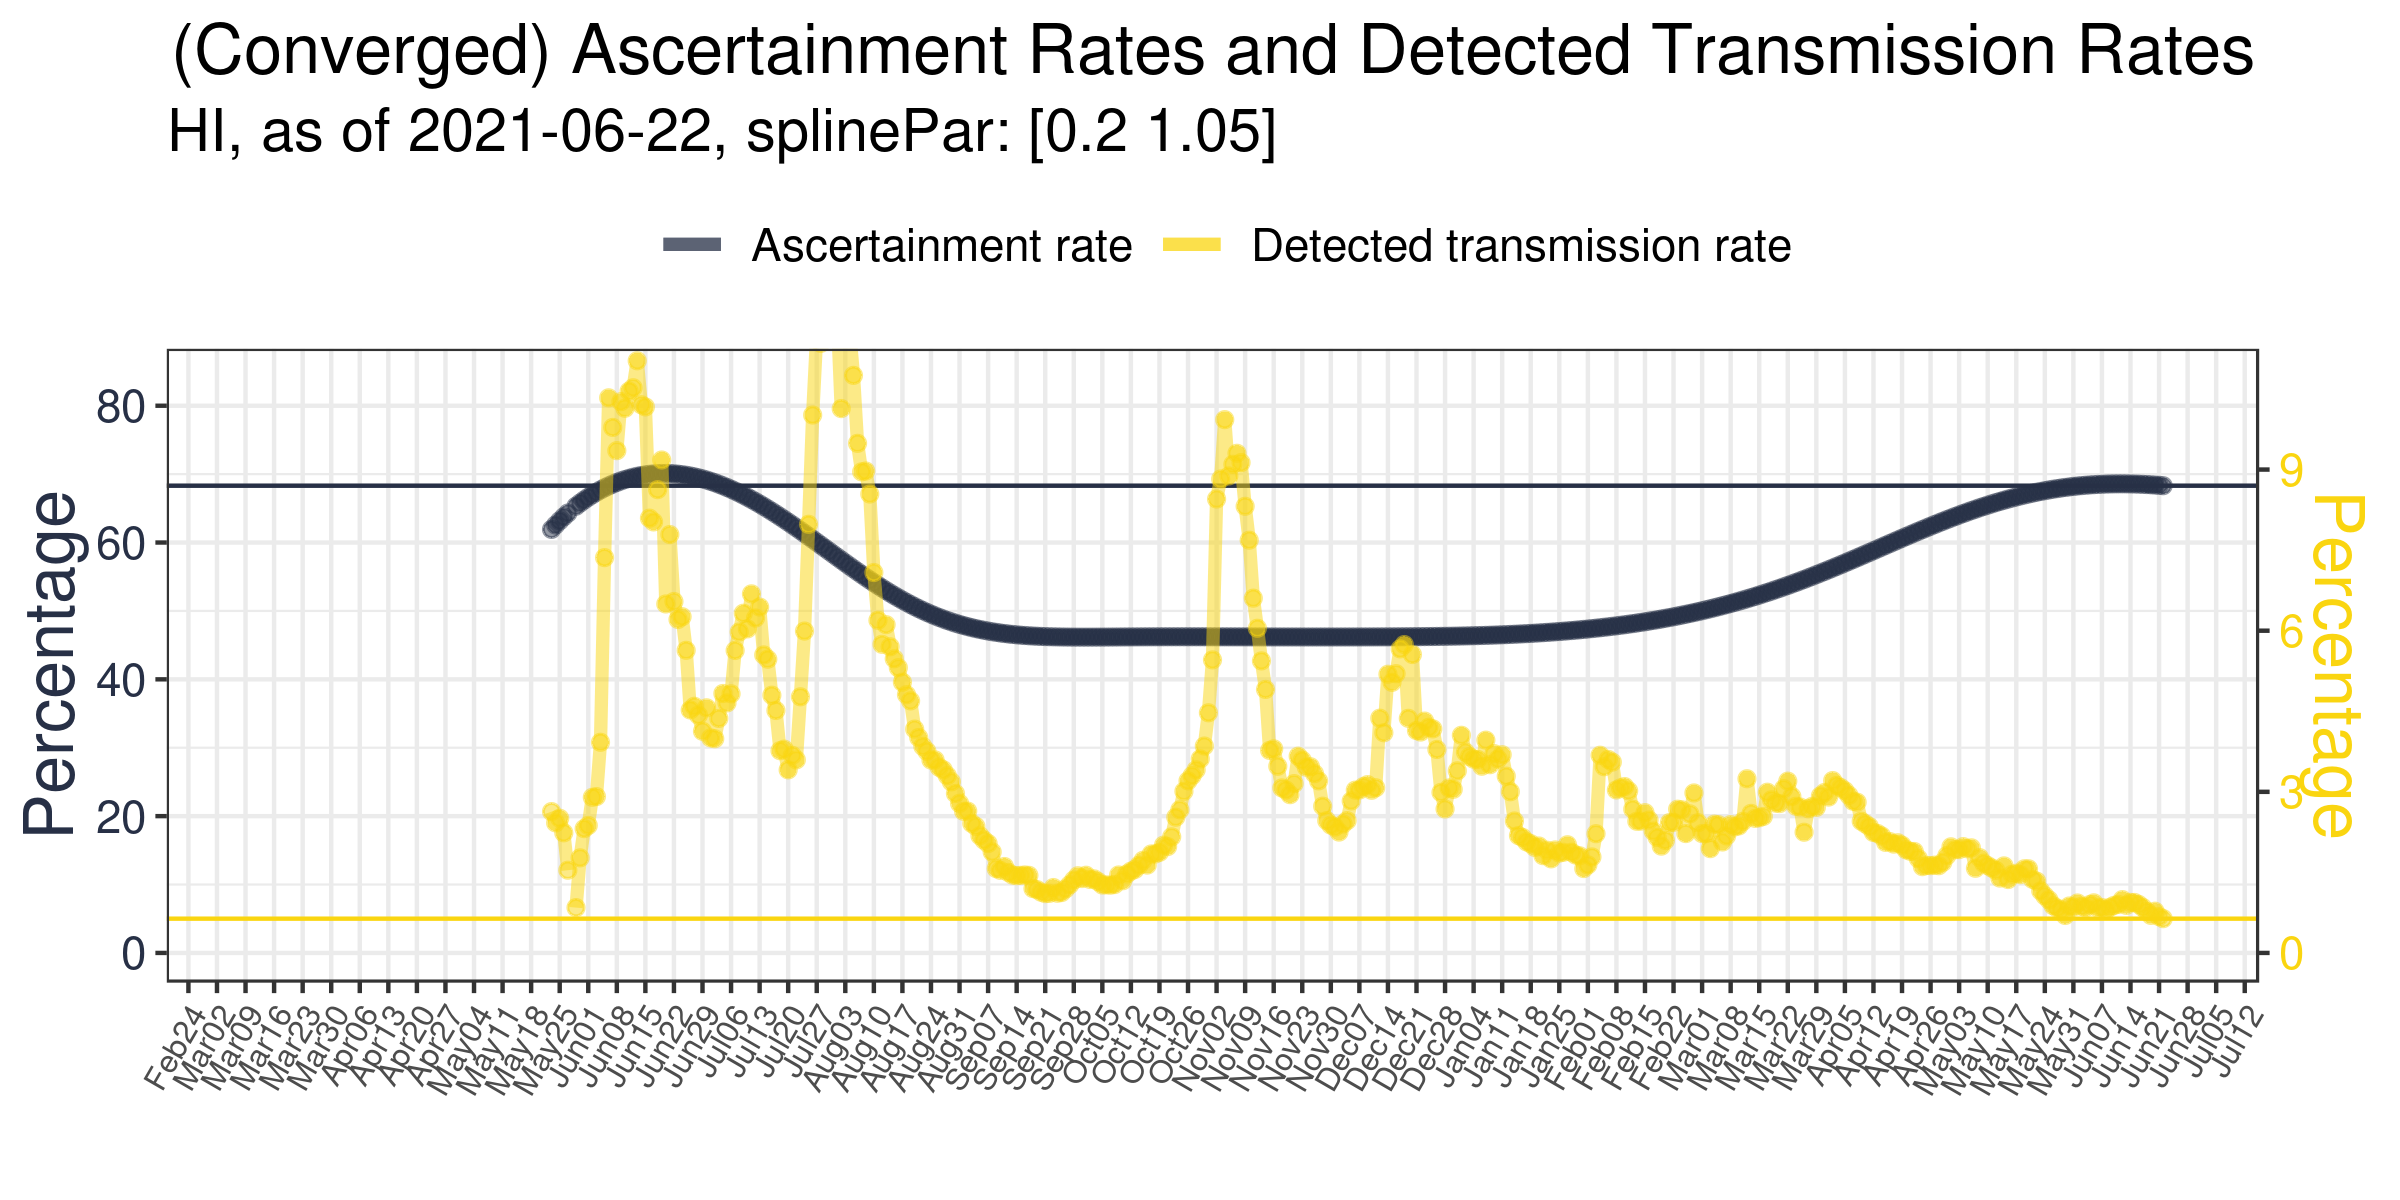 (Converged) Ascertainment Rates and Detected Transmission Rates
HI, as of 2021-06-22, splinePar: [0.2 1.05]
Ascertainment rate
Detected transmission rate
Percentage
80
60
40
20
0
9
6
3
0
Percentage
Feb24
Mar02
Mar09
Mar16
Mar23
Mar30
Apr06
Apr13
Apr20
Apr27
May04
May11
May18
May25
Jun01
Jun08
Jun15
Jun22
Jun29
Jul06
Jul13
Jul20
Jul27
Aug03
Aug10
Aug17
Aug24
Aug31
Sep07
Sep14
Sep21
Sep28
Oct05
Oct12
Oct19
Oct26
Nov02
Nov09
Nov16
Nov23
Nov30
Dec07
Dec14
Dec21
Dec28
Jan04
Jan11
Jan18
Jan25
Feb01
Feb08
Feb15
Feb22
Mar01
Mar08
Mar15
Mar22
Mar29
Apr05
Apr12
Apr19
Apr26
May03
May10
May17
May24
May31
Jun07
Jun14
Jun21
Jun28
Jul05
Jul12